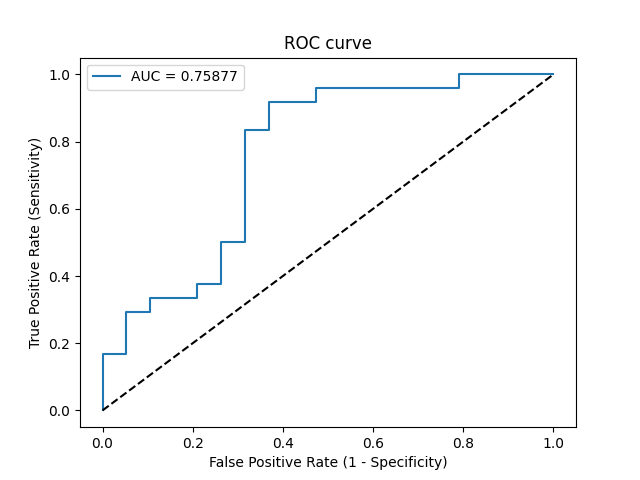 ROC curve
AUC = 0.75877
True Positive Rate (Sensitivity)
1.0
0.8
0.6
0.4
0.2
0.0
0.0 0.2 0.4 0.6 0.8 1.0
False Positive Rate (1 - Specificity)